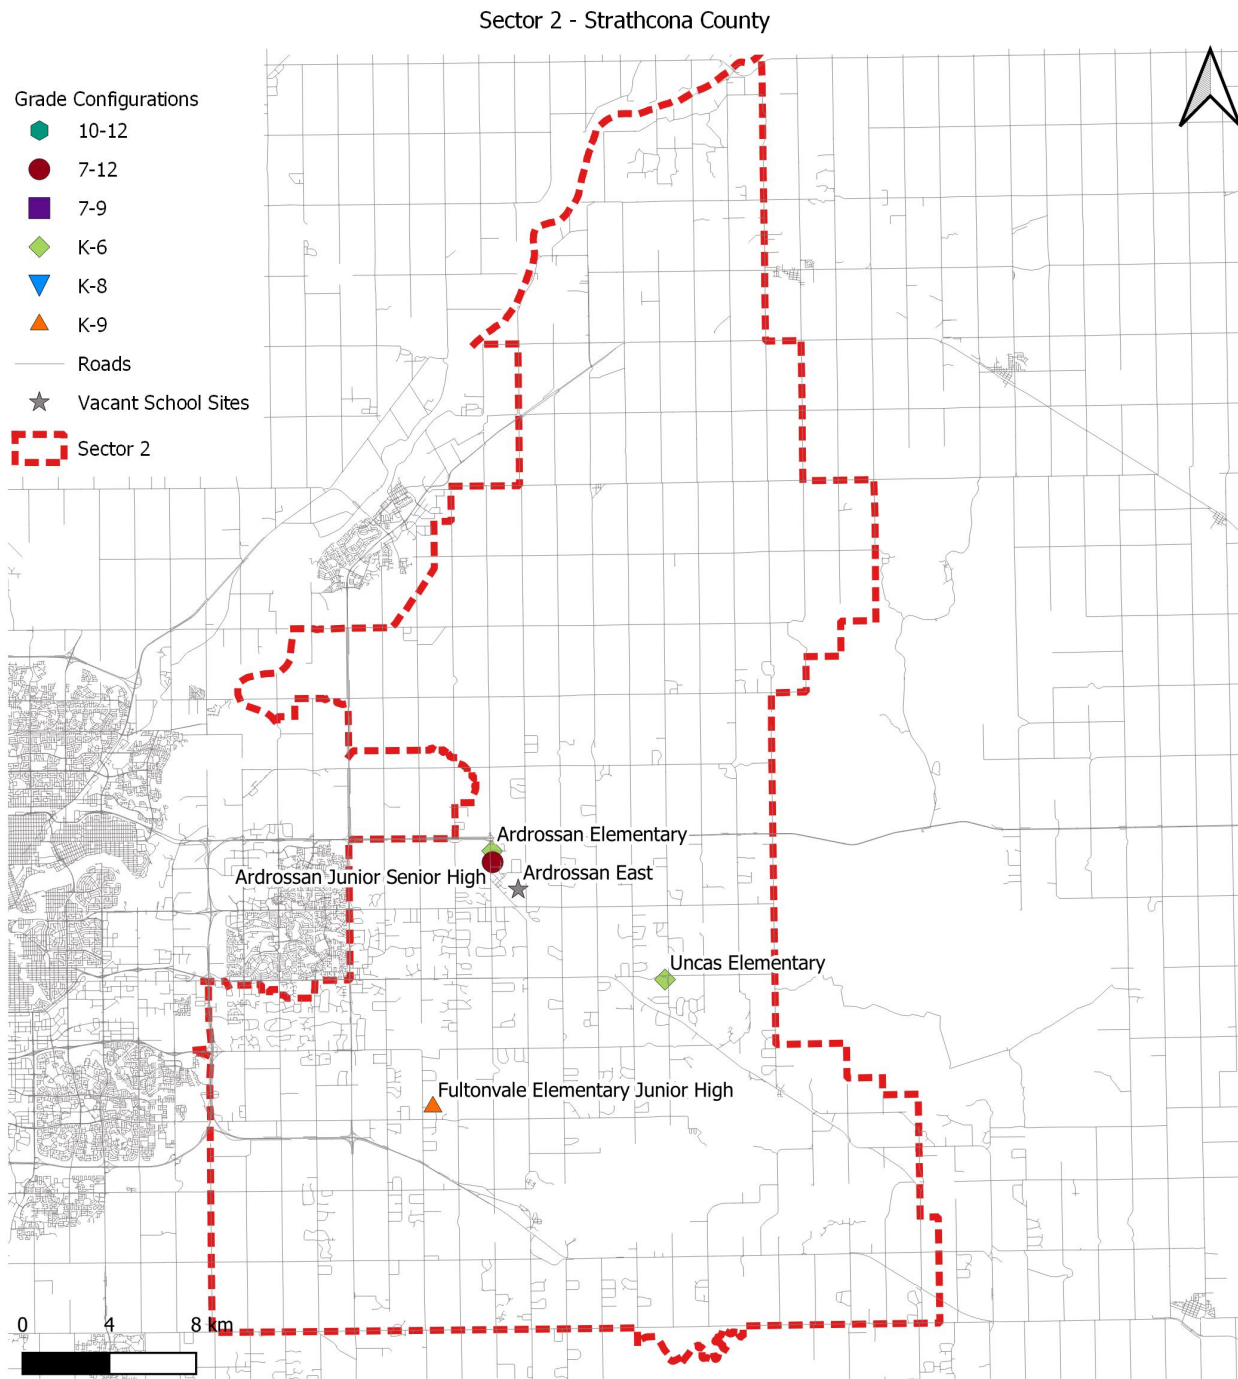 Sector 2 - Strathcona County
Grade Configurations
10-12
7-12
7-9
K-6
K-8
K-9
Roads
Vacant School Sites
Sector 2
Ardrossan Elementary
Ardrossan Junior Senior High
Ardrossan East
Uncas Elementary
Fultonvale Elementary Junior High
0 4 8 km